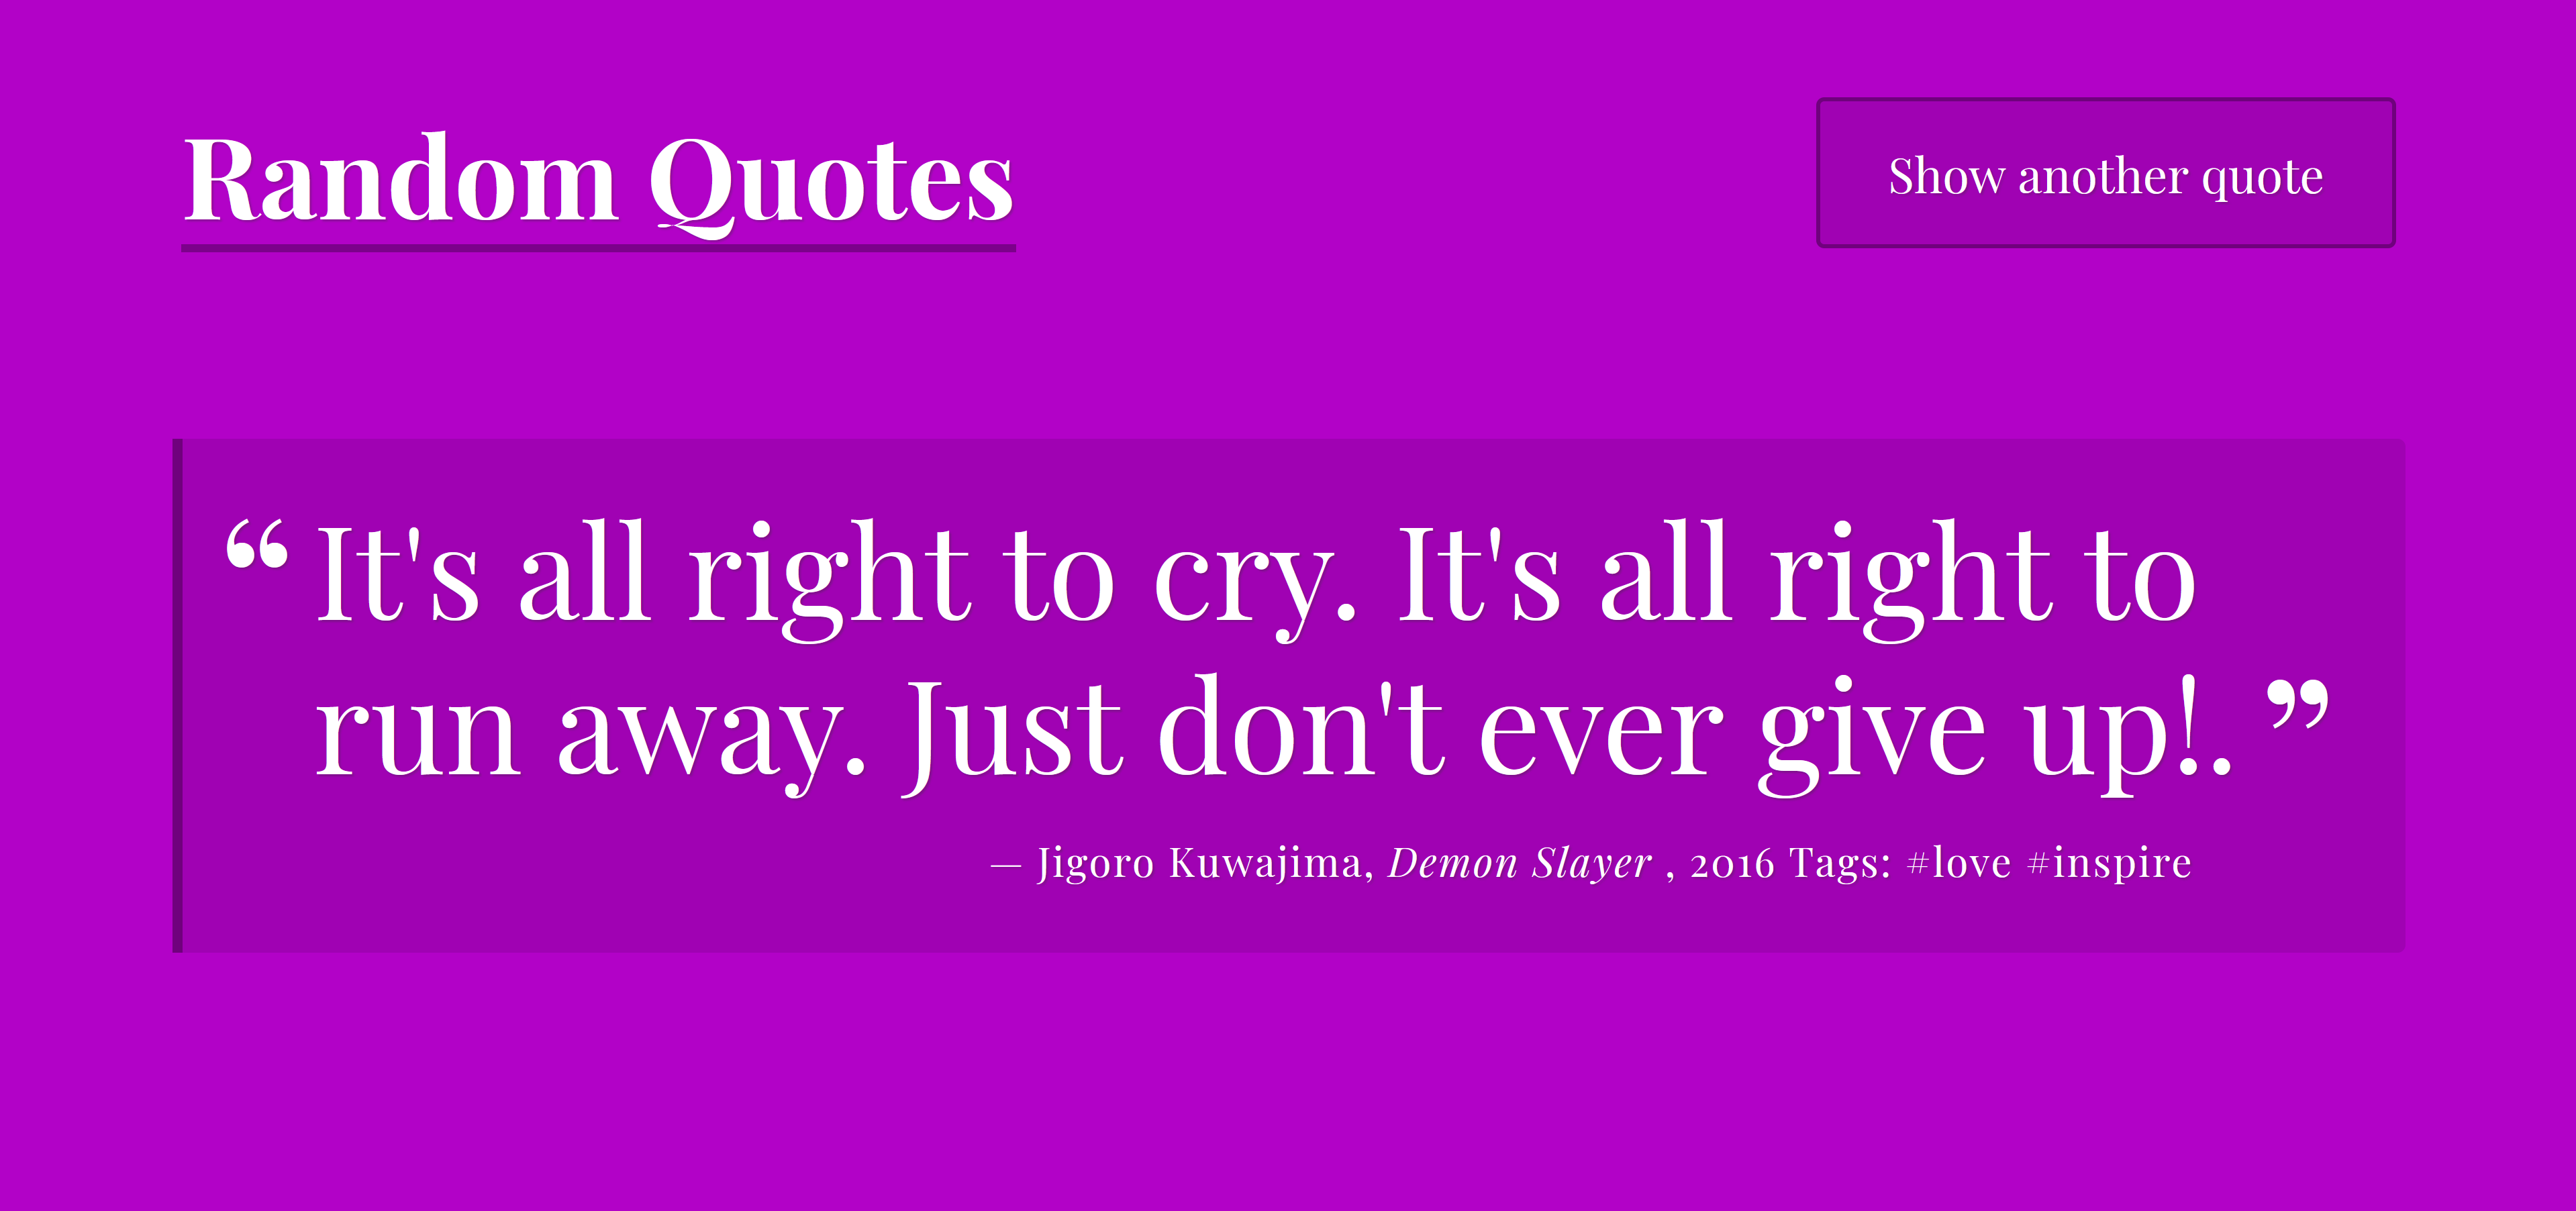 Random Quotes
Show another quote
“ It's all right to cry. It's all right to
run away. Just don't ever give up!. ”
— Jigoro Kuwajima, Demon Slayer , 2016 Tags: #love #inspire